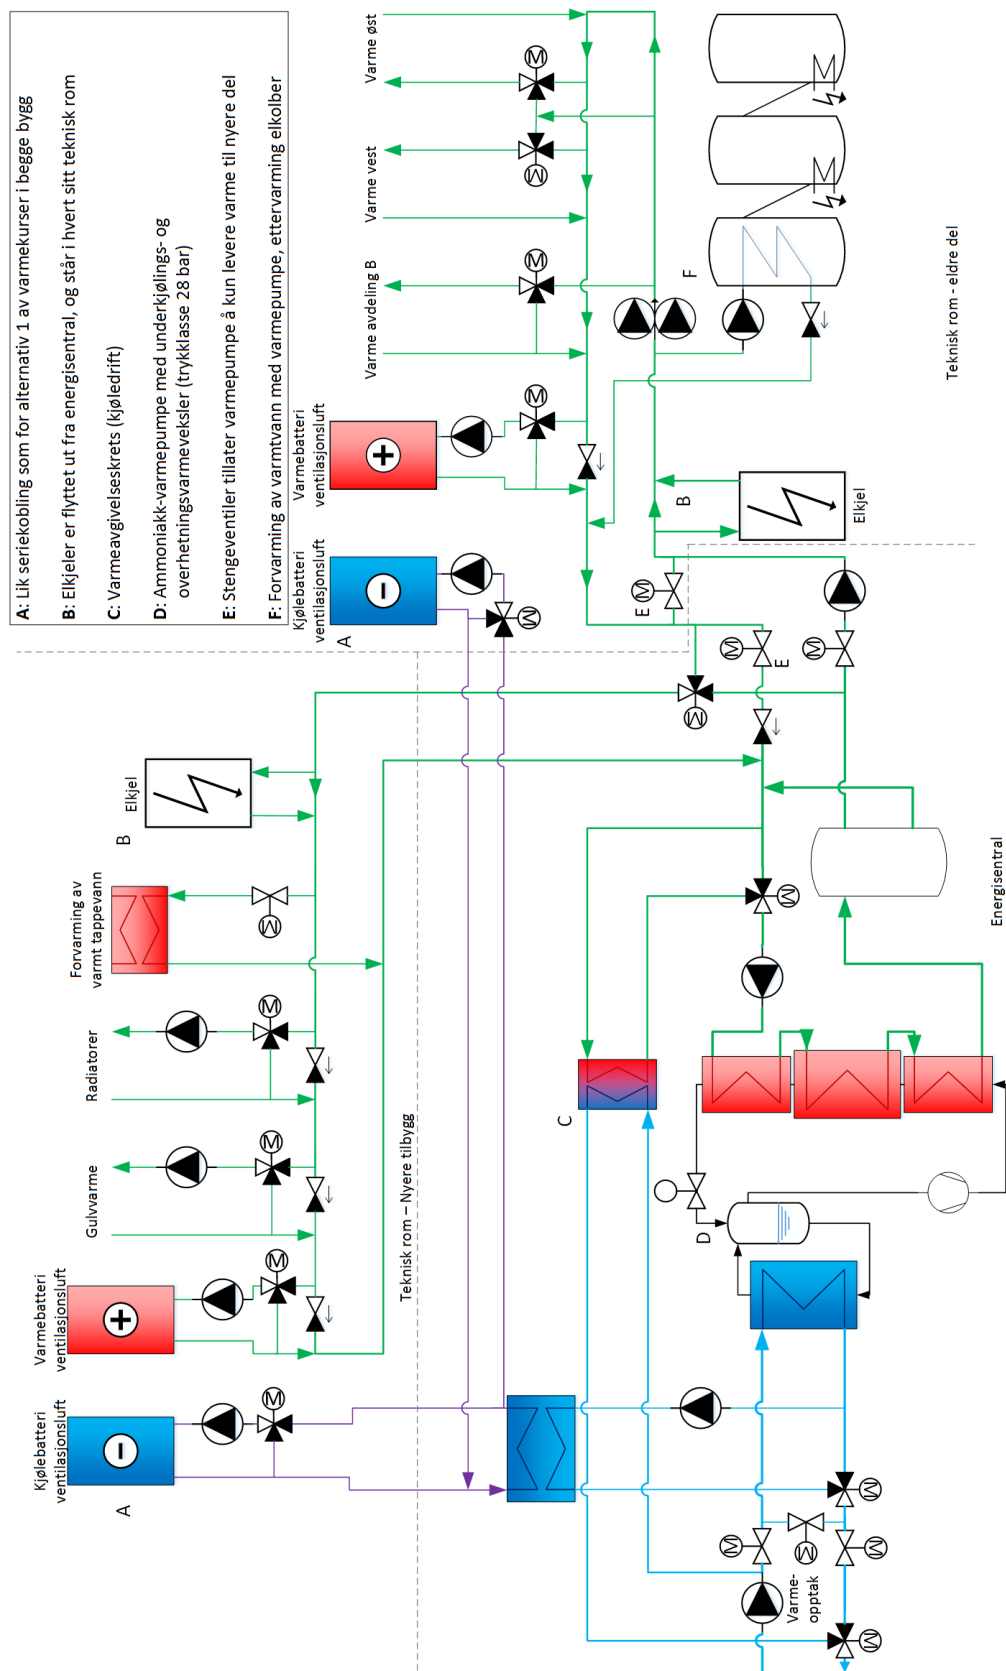 A: Lik seriekobling som for alternativ 1 av varmekurser i begge bygg
B: Elkjeler er flyttet ut fra energisentral, og står i hvert sitt teknisk rom
C: Varmeavgivelseskrets (kjøledrift)
D: Ammoniakk-varmepumpe med underkjølings- og
overhetningsvarmeveksler (trykklasse 28 bar)
E: Stengeventiler tillater varmepumpe å kun levere varme til nyere del
F: Forvarming av varmtvann med varmepumpe, ettervarming elkolber
Kjølebatteri
ventilasjonsluft
A
Varmebatteri
ventilasjonsluft
Varme avdeling B
Varme vest
Varme øst
M
M
M
M
M
F
B
Elkjel
Teknisk rom - eldre del
E
M
M
E
M
M
Kjølebatteri
ventilasjonsluft
A
Varmebatteri
ventilasjonsluft
Gulvvarme
Radiatorer
Forvarming av
varmt tappevann
Elkjel
B
M
M
M
M
M
Teknisk rom – Nyere tilbygg
C
D
M
Energisentral
Varme-
opptak
M
M
M
M
M